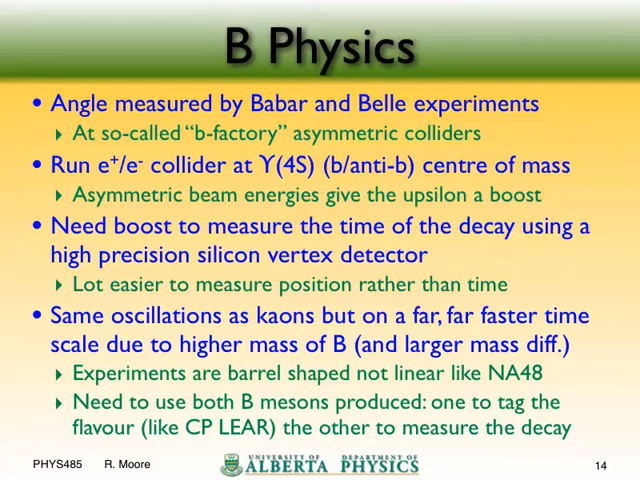 B Physics
• Angle measured by Babar and Belle experiments
‣ At so-called “b-factory” asymmetric colliders
• Run e⁺/e⁻ collider at ϒ(4S) (b/anti-b) centre of mass
‣ Asymmetric beam energies give the upsilon a boost
• Need boost to measure the time of the decay using a
high precision silicon vertex detector
‣ Lot easier to measure position rather than time
• Same oscillations as kaons but on a far, far faster time
scale due to higher mass of B (and larger mass diff.)
‣ Experiments are barrel shaped not linear like NA48
‣ Need to use both B mesons produced: one to tag the
flavour (like CP LEAR) the other to measure the decay
PHYS485 R. Moore
UNIVERSITY OF DEPARTMENT OF
ALBERTA PHYSICS
14